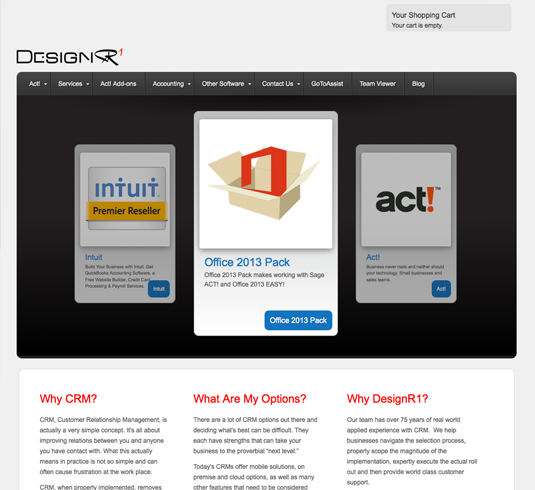 Your Shopping Cart
Your cart is empty.
DESIGNR1
Act!
Services
Act! Add-ons
Accounting
Other Software
Contact Us
GoToAssist
Team Viewer
Blog
intuit
Premier Reseller
Intuit
Build Your Business with Intuit. Get
QuickBooks Accounting Software, a
Free Website Builder, Credit Card
Processing & Payroll Services.
Intuit
Office 2013 Pack
Office 2013 Pack makes working with Sage
ACT! and Office 2013 EASY!
Office 2013 Pack
act!™
Act!
Business never rests and neither should
your technology. Small businesses and
sales teams.
Act!
Why CRM?
CRM, Customer Relationship Management, is
actually a very simple concept. It's all about
improving relations between you and anyone
you have contact with. What this actually
means in practice is not so simple and can
often cause frustration at the work place.
CRM, when properly implemented, removes
What Are My Options?
There are a lot of CRM options out there and
deciding what's best can be difficult. They
each have strengths that can take your
business to the proverbial "next level."
Today's CRMs offer mobile solutions, on
premise and cloud options, as well as many
other features that need to be considered
Why DesignR1?
Our team has over 75 years of real world
applied experience with CRM. We help
businesses navigate the selection process,
properly scope the magnitude of the
implementation, expertly execute the actual roll
out and then provide world class customer
support.